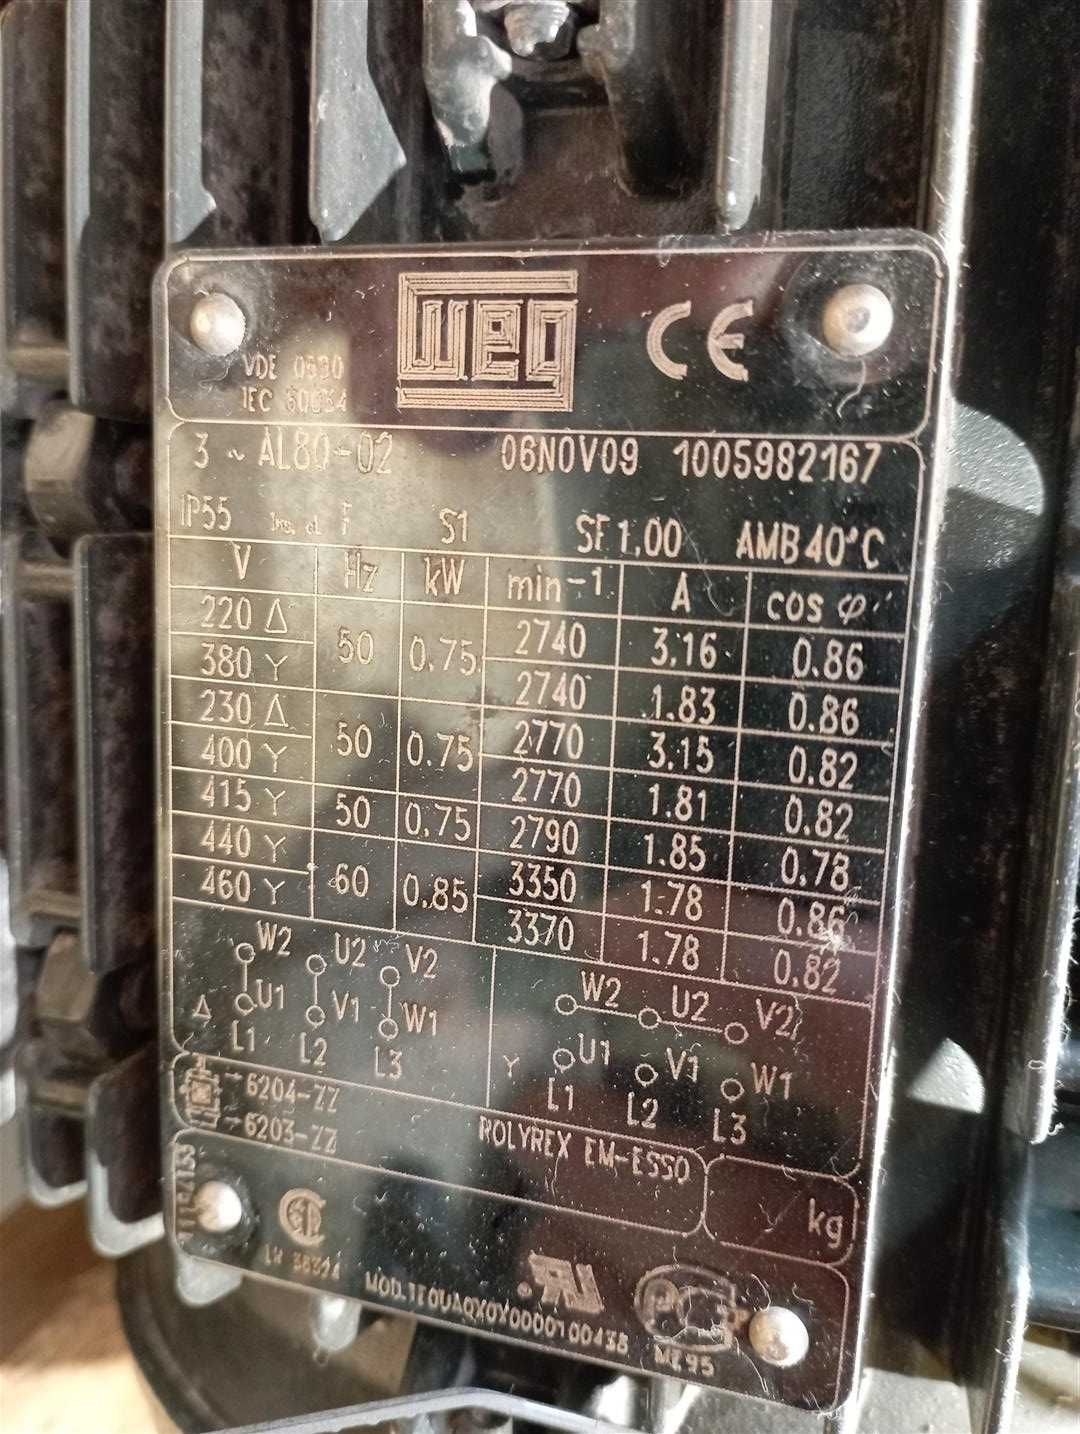 weg CE
VDE 0530
IEC 60034
3 ~ AL80-02 06NOV09 1005982167
IP55 Ins. cl. F S1 SF 1,00 AMB 40°C
V Hz kW min-1 A cos φ
220 Δ 50 0.75 2740 3.16 0.86
380 Y 2740 1.83 0.86
230 Δ 50 0.75 2770 3.15 0.82
400 Y 2770 1.81 0.82
415 Y 50 0.75 2790 1.85 0.78
440 Y 60 0.85 3350 1.78 0.86
460 Y 3370 1.78 0.82
W2 U2 V2 W2 U2 V2
Δ U1 V1 W1 Y U1 V1 W1
L1 L2 L3 L1 L2 L3
6204-ZZ
6203-ZZ
POLYREX EM-ESSO
kg
ME95